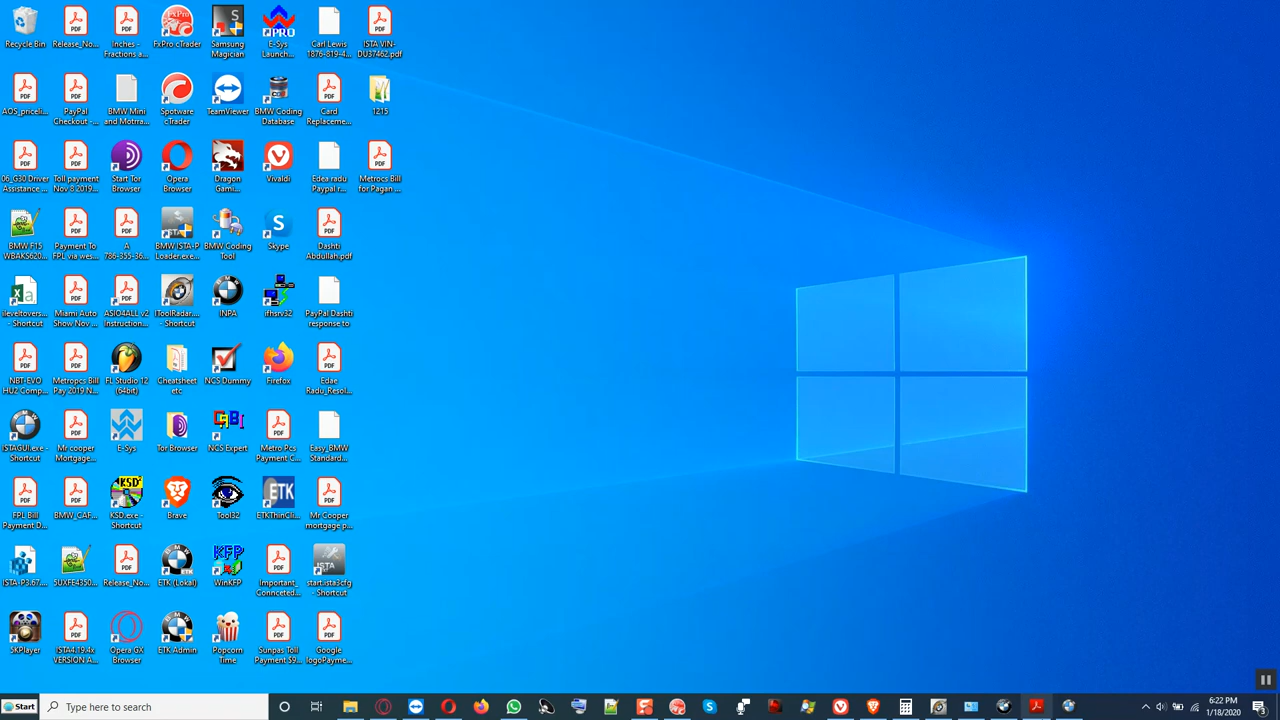 Recycle Bin
Release_No...
Inches -
Fractions a...
FxPro cTrader
Samsung
Magician
E-Sys
Launch...
Carl Lewis
1876-819-4...
ISTA VIN-
DU37462.pdf
AOS_priceli...
PayPal
Checkout -...
BMW Mini
and Motrra...
Spotware
cTrader
TeamViewer
BMW Coding
Database
Card
Replaceme...
1215
06_G30 Driver
Assistance ...
Toll payment
Nov 8 2019...
Start Tor
Browser
Opera
Browser
Dragon
Gami...
Vivaldi
Edea radu
Paypal r...
Metrocs Bill
for Pagan ...
BMW F15
WBAKS620...
Payment To
FPL via wes...
A
786-355-36...
BMW ISTA-P
Loader.exe...
BMW Coding
Tool
Skype
Dashti
Abdullah.pdf
ileveitovers...
- Shortcut
Miami Auto
Show Nov ...
ASIO4ALL v2
Instruction...
IToolRadar....
- Shortcut
INPA
ifhsrv32
PayPal Dashti
response to
NBT-EVO
HU2 Comp...
Metropcs Bill
Pay 2019 N...
FL Studio 12
(64bit)
Cheatsheet
etc
NCS Dummy
Firefox
Edae
Radu_Resol...
ISTAGUI.exe -
Shortcut
Mr cooper
Mortgage...
E-Sys
Tor Browser
NCS Expert
Metro Pcs
Payment C...
Easy_BMW
Standard...
FPL Bill
Payment D...
BMW_CAF...
KSD.exe -
Shortcut
Brave
Tool32
ETKThinCli...
Mr Cooper
mortgage p...
ISTA-P3.67....
5UXFE4350...
Release_No...
ETK (Lokal)
WinKFP
Important_
Connceted...
start.ista3cfg
- Shortcut
5KPlayer
ISTA4.19.4x
VERSION A...
Opera GX
Browser
ETK Admin
Popcorn
Time
Sunpas Toll
Payment $9...
Google
logoPayme...
Start
Type here to search
6:22 PM
1/18/2020